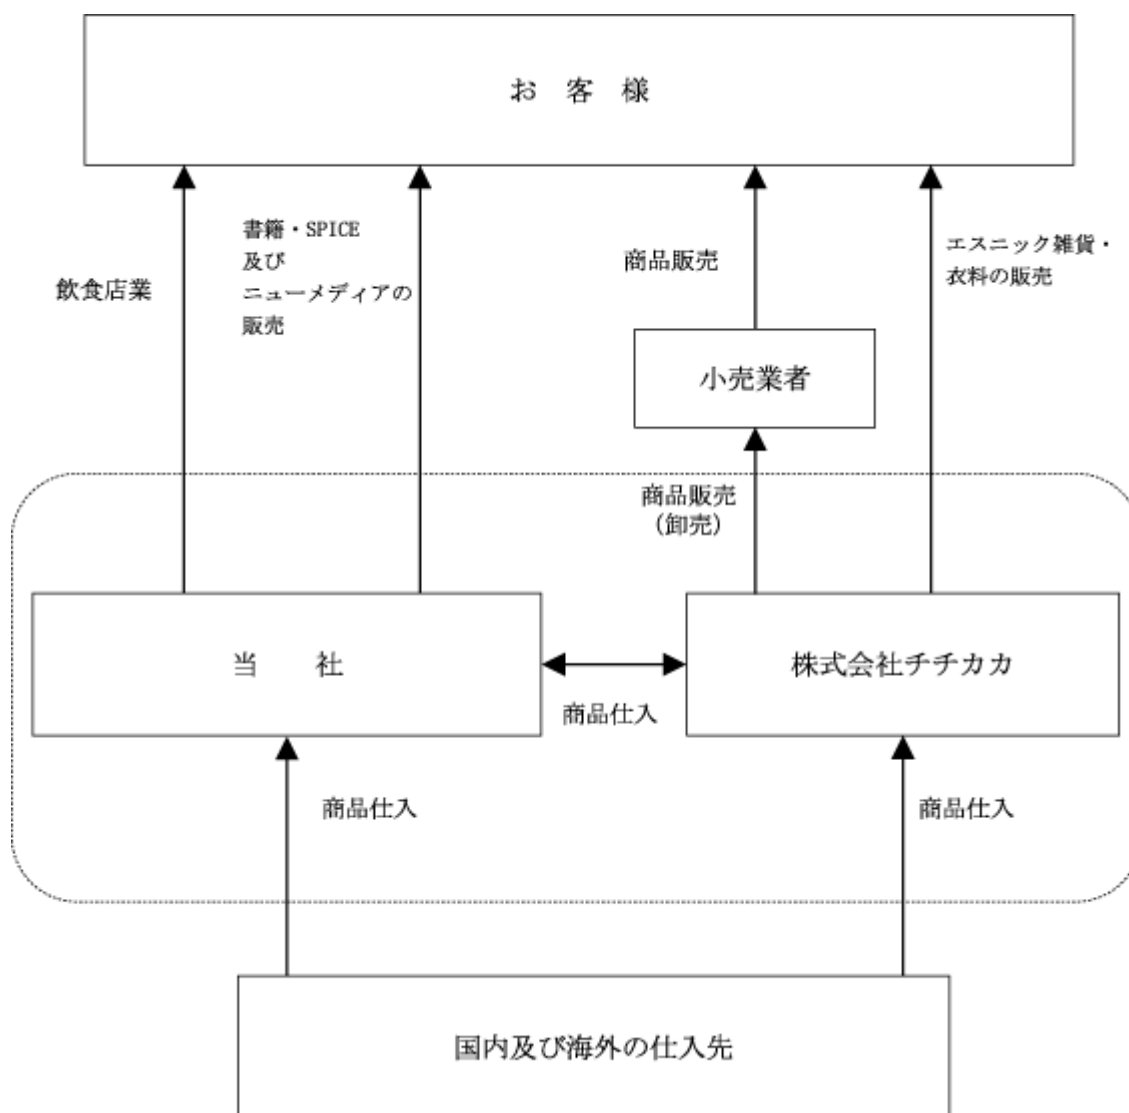 お　客　様
飲食店業
書籍・SPICE
及び
ニューメディアの
販売
商品販売
エスニック雑貨・
衣料の販売
小売業者
商品販売
(卸売)
当　　社
商品仕入
株式会社チチカカ
商品仕入
商品仕入
国内及び海外の仕入先